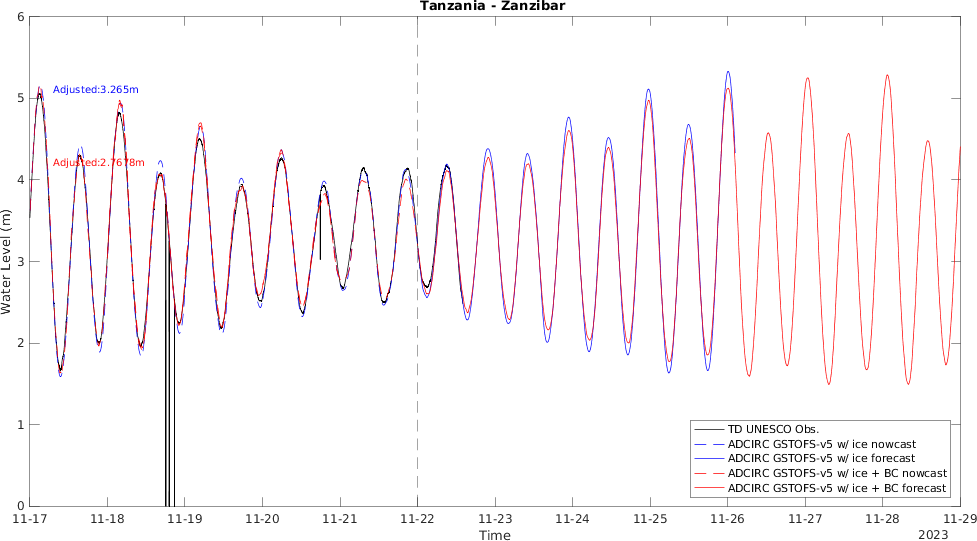 Tanzania - Zanzibar
6
5
4
3
2
1
0
Water Level (m)
Adjusted:3.265m
Adjusted:2.7678m
TD UNESCO Obs.
ADCIRC GSTOFS-v5 w/ ice nowcast
ADCIRC GSTOFS-v5 w/ ice forecast
ADCIRC GSTOFS-v5 w/ ice + BC nowcast
ADCIRC GSTOFS-v5 w/ ice + BC forecast
11-17 11-18 11-19 11-20 11-21 11-22 11-23 11-24 11-25 11-26 11-27 11-28 11-29
Time
2023